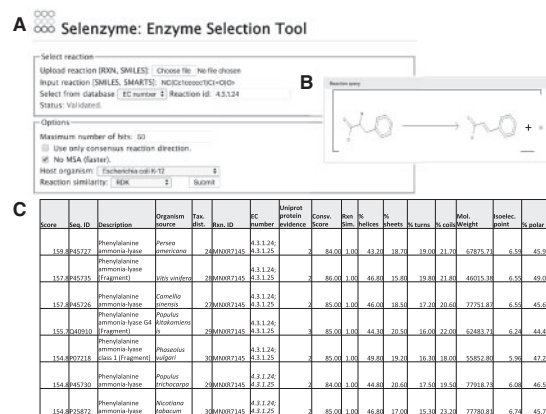 A
Selenzyme: Enzyme Selection Tool
Select reaction
Upload reaction [RXN, SMILES]: Choose file No file chosen
Input reaction [SMILES, SMARTS]:
Select from database EC number Reaction id: 4.3.1.24
Status: Validated.
Options
Maximum number of hits: 50
Use only consensus reaction direction.
No MSA (faster).
Host organism: Escherichia coli K-12
Reaction similarity: RDK Submit
B
Reaction query
+
C
Score Seq. ID Description Organism source Tax. dist. Rxn. ID EC number Uniprot protein evidence Consv. Score Rxn Sim. % helices % sheets % turns % coils Mol. Weight Isoelec. point % polar
159.8 P45727 Phenylalanine ammonia-lyase Persea americana 24 MNXR7145 4.3.1.24; 4.3.1.25 2 84.00 1.00 43.20 18.70 19.00 21.70 67875.71 6.59 45.9
157.8 P45735 Phenylalanine ammonia-lyase (Fragment) Vitis vinifera 28 MNXR7145 4.3.1.24; 4.3.1.25 2 86.00 1.00 46.80 15.80 19.80 21.80 46015.38 6.55 49.0
157.8 P45726 Phenylalanine ammonia-lyase Camellia sinensis 27 MNXR7145 4.3.1.24; 4.3.1.25 2 85.00 1.00 46.00 18.50 17.20 20.60 77751.87 6.55 45.6
155.7 Q40910 Phenylalanine ammonia-lyase G4 (Fragment) Populus kitakamiensis 29 MNXR7145 4.3.1.24; 4.3.1.25 3 85.00 1.00 44.30 20.50 16.00 22.00 62483.71 6.24 44.4
154.8 P07218 Phenylalanine ammonia-lyase class 1 (Fragment) Phaseolus vulgari 30 MNXR7145 4.3.1.24; 4.3.1.25 2 85.00 1.00 49.80 19.20 16.30 18.00 55852.80 5.96 47.2
154.8 P45730 Phenylalanine ammonia-lyase Populus trichocarpa 29 MNXR7145 4.3.1.24; 4.3.1.25 2 84.00 1.00 44.80 20.60 17.50 19.50 77918.73 6.08 46.5
154.8 P25872 Phenylalanine ammonia-lyase Nicotiana tabacum 30 MNXR7145 4.3.1.24; 4.3.1.25 2 85.00 1.00 46.80 17.00 15.30 23.20 77780.83 6.74 45.7